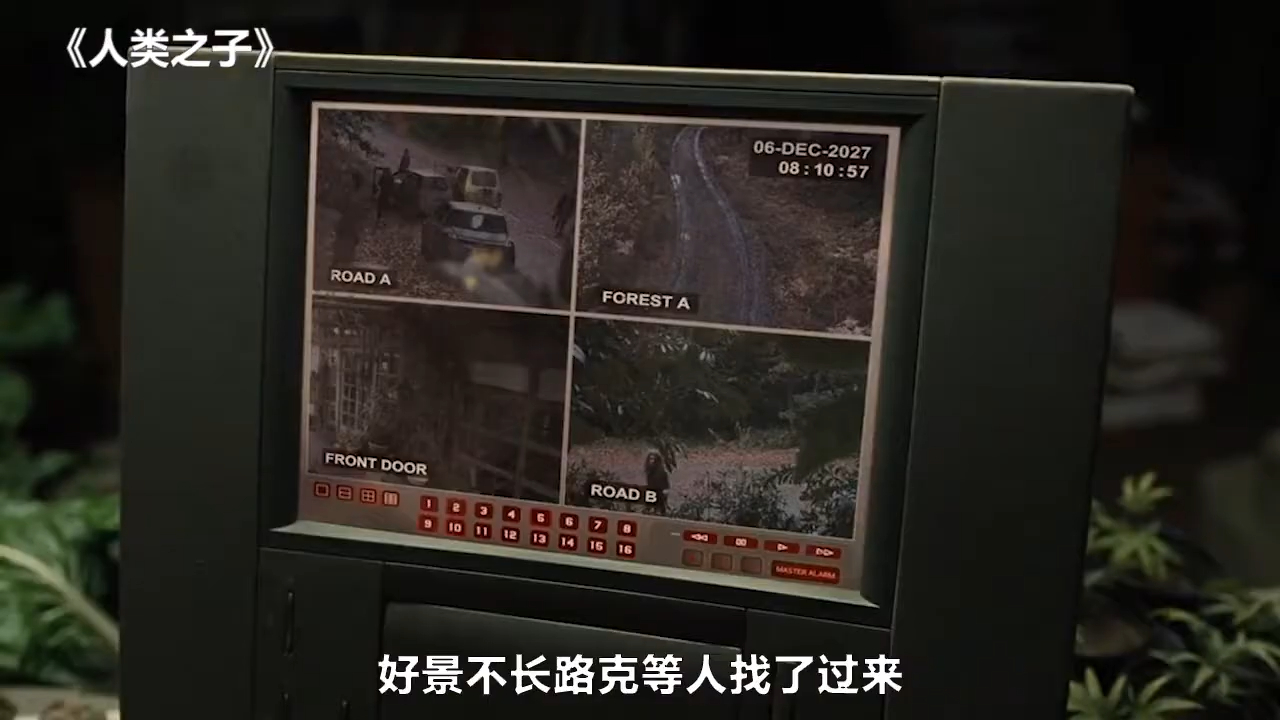 《人类之子》
06-DEC-2027
08:10:57
ROAD A
FOREST A
FRONT DOOR
ROAD B
1 2 3 4 5 6 7 8
9 10 11 12 13 14 15 16
MASTER ALARM
好景不长路克等人找了过来